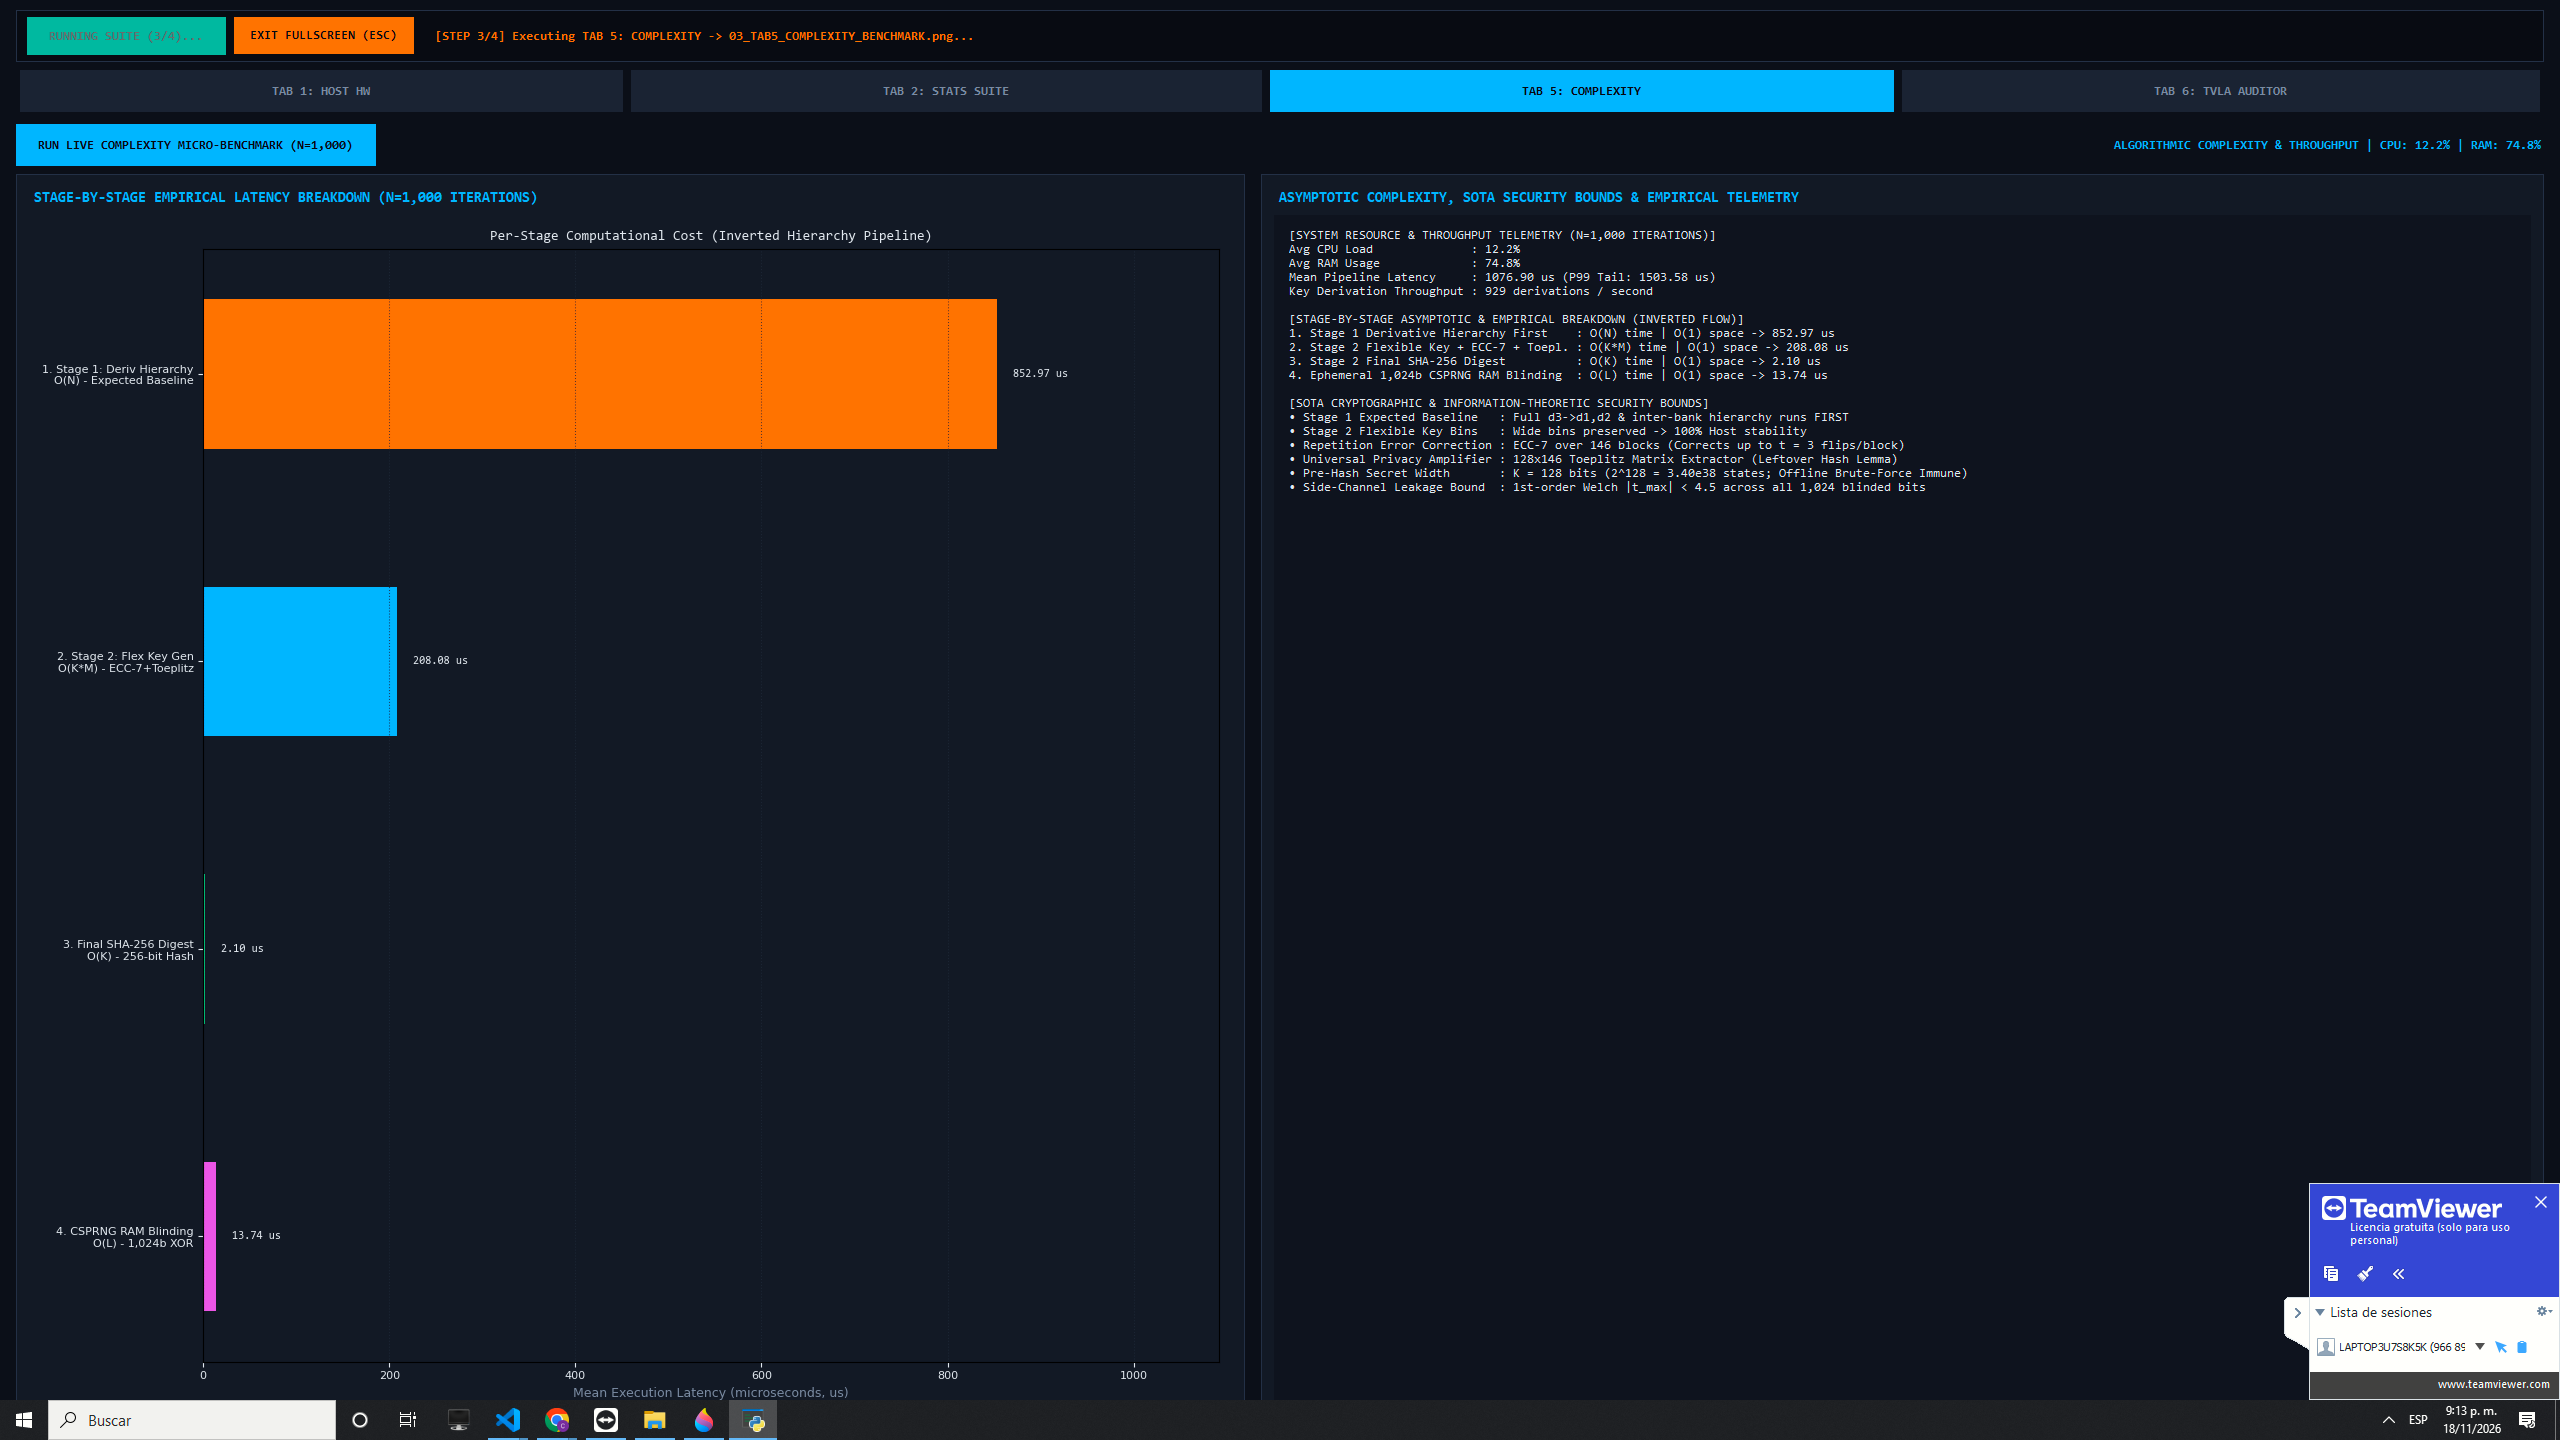 RUNNING SUITE (3/4)...
EXIT FULLSCREEN (ESC)
[STEP 3/4] Executing TAB 5: COMPLEXITY -> 03_TAB5_COMPLEXITY_BENCHMARK.png...
TAB 1: HOST HW
TAB 2: STATS SUITE
TAB 5: COMPLEXITY
TAB 6: TVLA AUDITOR
RUN LIVE COMPLEXITY MICRO-BENCHMARK (N=1,000)
ALGORITHMIC COMPLEXITY & THROUGHPUT | CPU: 12.2% | RAM: 74.8%
STAGE-BY-STAGE EMPIRICAL LATENCY BREAKDOWN (N=1,000 ITERATIONS)
Per-Stage Computational Cost (Inverted Hierarchy Pipeline)
1. Stage 1: Deriv Hierarchy
O(N) - Expected Baseline
852.97 us
2. Stage 2: Flex Key Gen
O(K*M) - ECC-7+Toeplitz
208.08 us
3. Final SHA-256 Digest
O(K) - 256-bit Hash
2.10 us
4. CSPRNG RAM Blinding
O(L) - 1,024b XOR
13.74 us
0 200 400 600 800 1000
Mean Execution Latency (microseconds, us)
ASYMPTOTIC COMPLEXITY, SOTA SECURITY BOUNDS & EMPIRICAL TELEMETRY
[SYSTEM RESOURCE & THROUGHPUT TELEMETRY (N=1,000 ITERATIONS)]
Avg CPU Load : 12.2%
Avg RAM Usage : 74.8%
Mean Pipeline Latency : 1076.90 us (P99 Tail: 1503.58 us)
Key Derivation Throughput : 929 derivations / second
[STAGE-BY-STAGE ASYMPTOTIC & EMPIRICAL BREAKDOWN (INVERTED FLOW)]
1. Stage 1 Derivative Hierarchy First : O(N) time | O(1) space -> 852.97 us
2. Stage 2 Flexible Key + ECC-7 + Toepl. : O(K*M) time | O(1) space -> 208.08 us
3. Stage 2 Final SHA-256 Digest : O(K) time | O(1) space -> 2.10 us
4. Ephemeral 1,024b CSPRNG RAM Blinding : O(L) time | O(1) space -> 13.74 us
[SOTA CRYPTOGRAPHIC & INFORMATION-THEORETIC SECURITY BOUNDS]
• Stage 1 Expected Baseline : Full d3->d1,d2 & inter-bank hierarchy runs FIRST
• Stage 2 Flexible Key Bins : Wide bins preserved -> 100% Host stability
• Repetition Error Correction : ECC-7 over 146 blocks (Corrects up to t = 3 flips/block)
• Universal Privacy Amplifier : 128x146 Toeplitz Matrix Extractor (Leftover Hash Lemma)
• Pre-Hash Secret Width : K = 128 bits (2^128 = 3.40e38 states; Offline Brute-Force Immune)
• Side-Channel Leakage Bound : 1st-order Welch |t_max| < 4.5 across all 1,024 blinded bits
TeamViewer
Licencia gratuita (solo para uso
personal)
Lista de sesiones
LAPTOP3U7S8K5K (966 89
www.teamviewer.com
Buscar
ESP
9:13 p. m.
18/11/2026